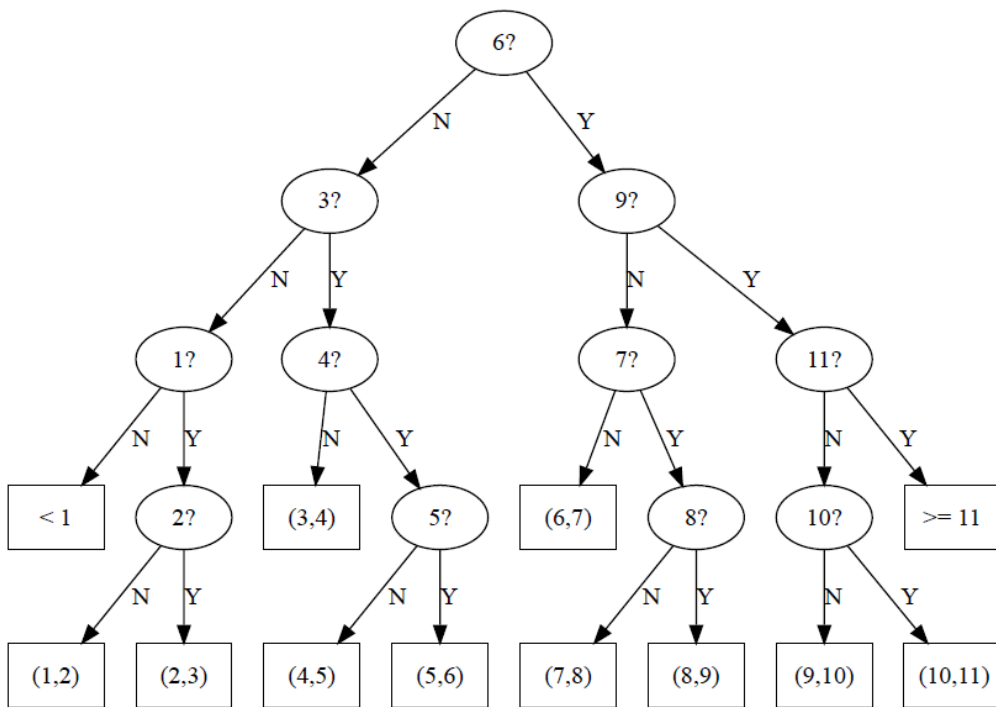 6?
N
Y
3?
9?
N
Y
N
Y
1?
4?
7?
11?
N
Y
N
Y
N
Y
N
Y
< 1
2?
(3,4)
5?
(6,7)
8?
10?
>= 11
N
Y
N
Y
N
Y
N
Y
(1,2)
(2,3)
(4,5)
(5,6)
(7,8)
(8,9)
(9,10)
(10,11)